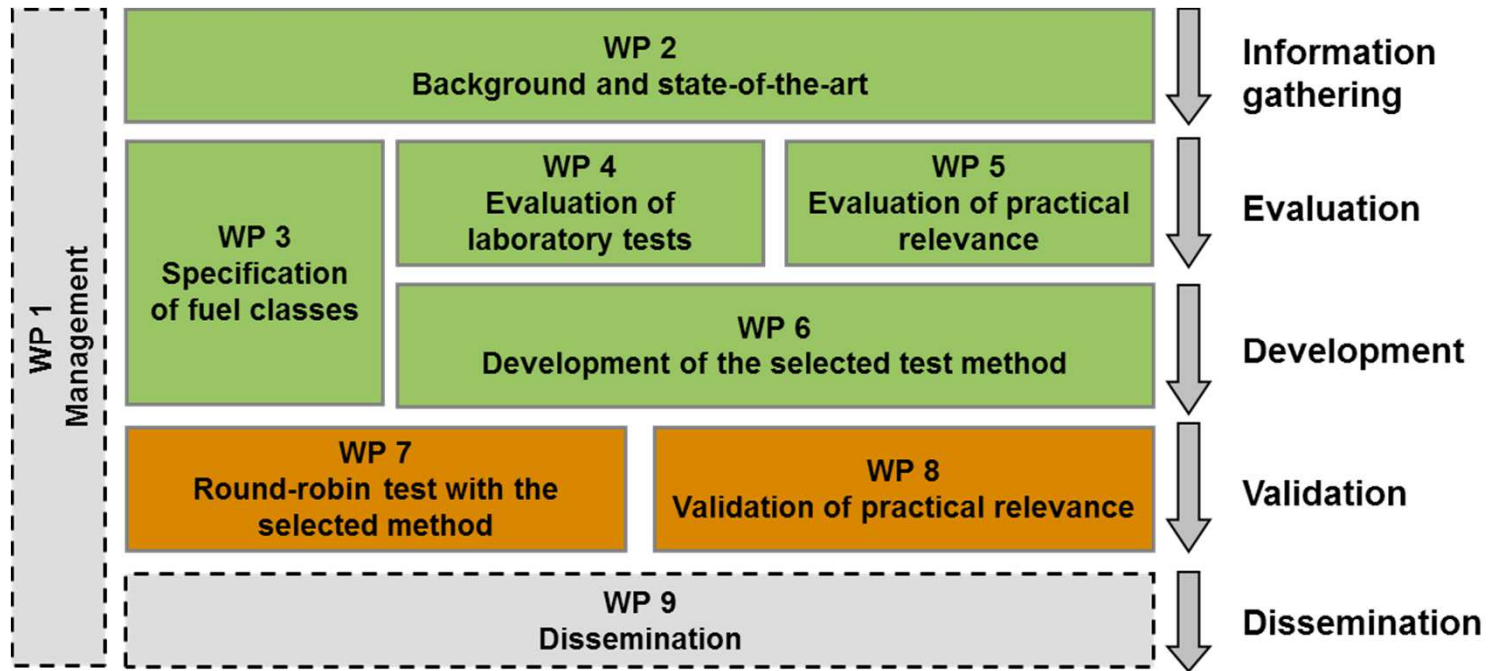 WP 1
Management
WP 2
Background and state-of-the-art
Information
gathering
WP 3
Specification
of fuel classes
WP 4
Evaluation of
laboratory tests
WP 5
Evaluation of practical
relevance
Evaluation
WP 6
Development of the selected test method
Development
WP 7
Round-robin test with the
selected method
WP 8
Validation of practical relevance
Validation
WP 9
Dissemination
Dissemination